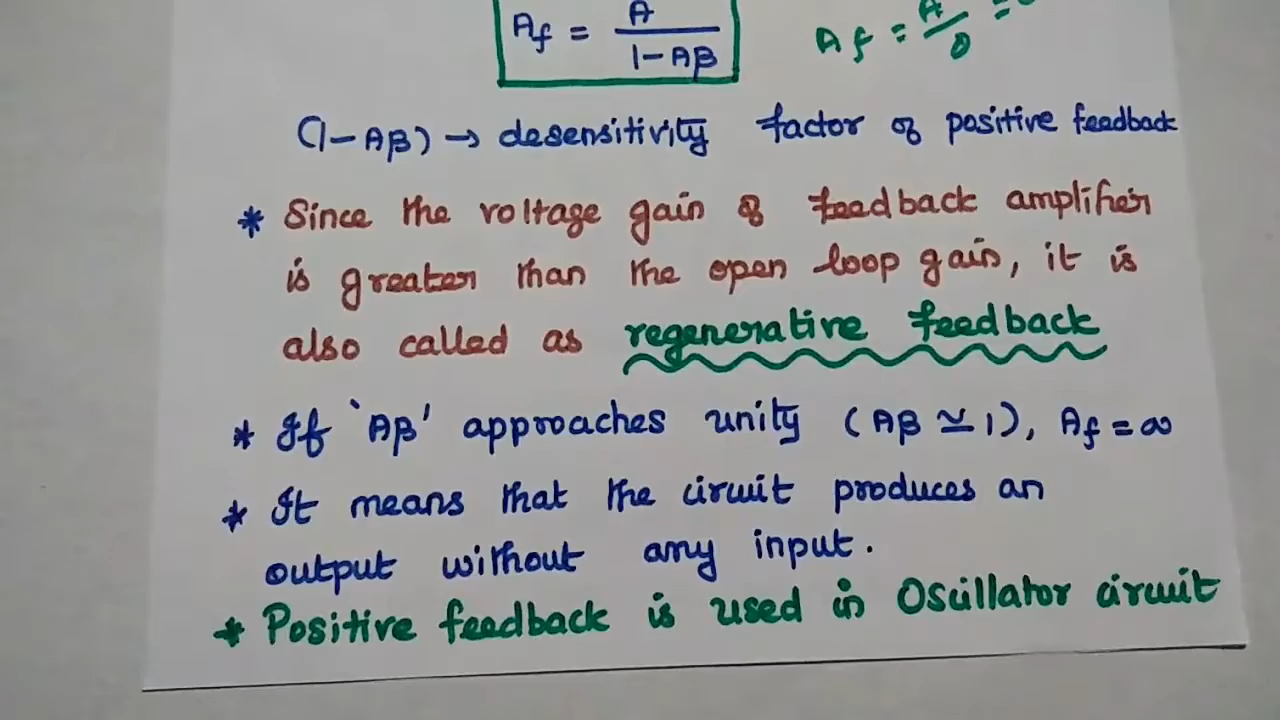 Af = A / 1-Aβ
Af = A/0 =
(1-Aβ) → desensitivity factor of positive feedback
* Since the voltage gain of feedback amplifier
is greater than the open loop gain, it is
also called as regenerative feedback
* If 'Aβ' approaches unity (Aβ ≃ 1), Af = ∞
* It means that the circuit produces an
output without any input.
* Positive feedback is used in Oscillator circuit